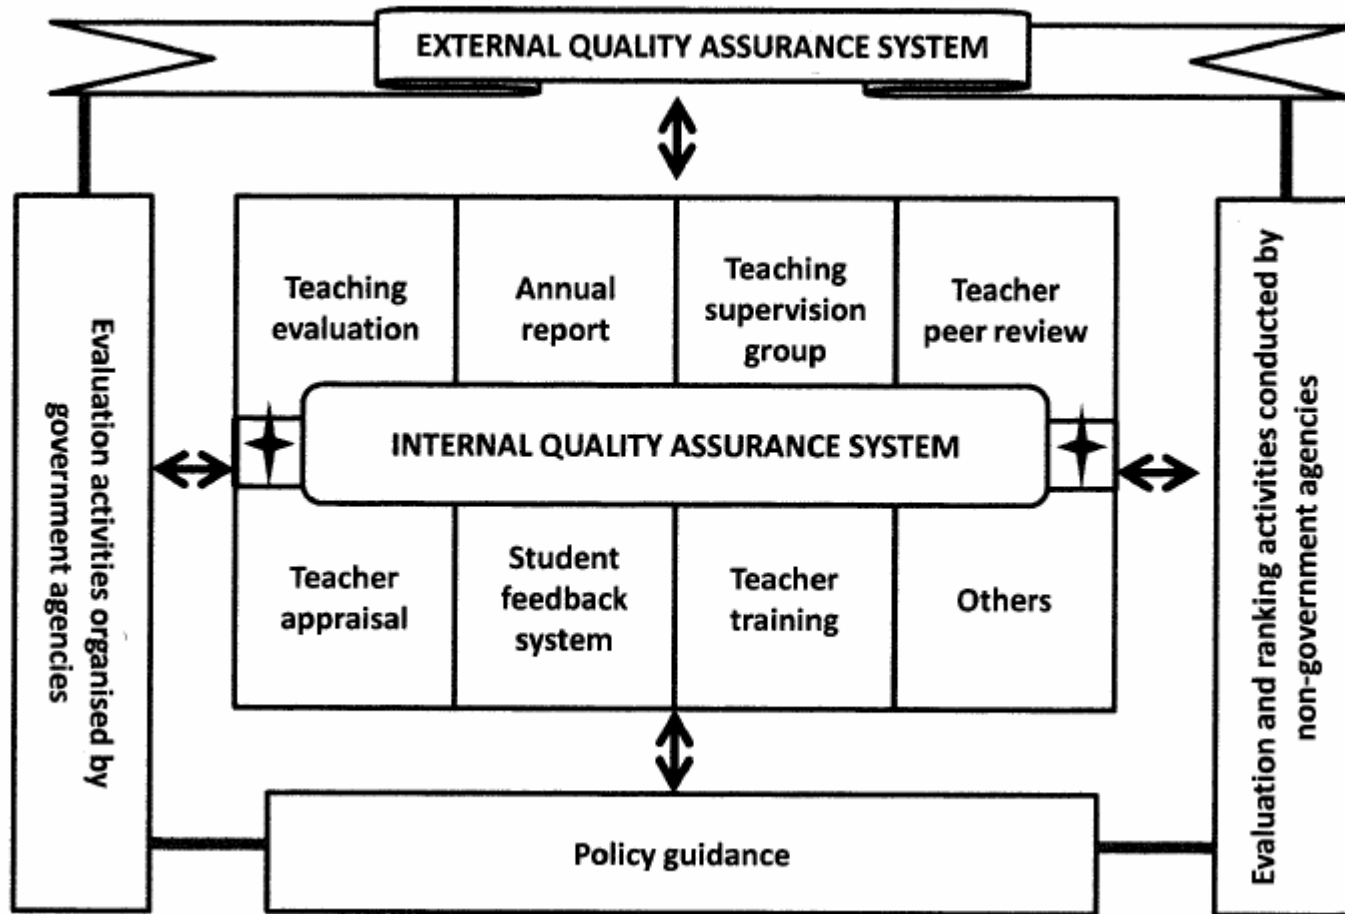 EXTERNAL QUALITY ASSURANCE SYSTEM
Evaluation activities organised by
government agencies
Teaching
evaluation
Annual
report
Teaching
supervision
group
Teacher
peer review
INTERNAL QUALITY ASSURANCE SYSTEM
Teacher
appraisal
Student
feedback
system
Teacher
training
Others
Evaluation and ranking activities conducted by
non-government agencies
Policy guidance